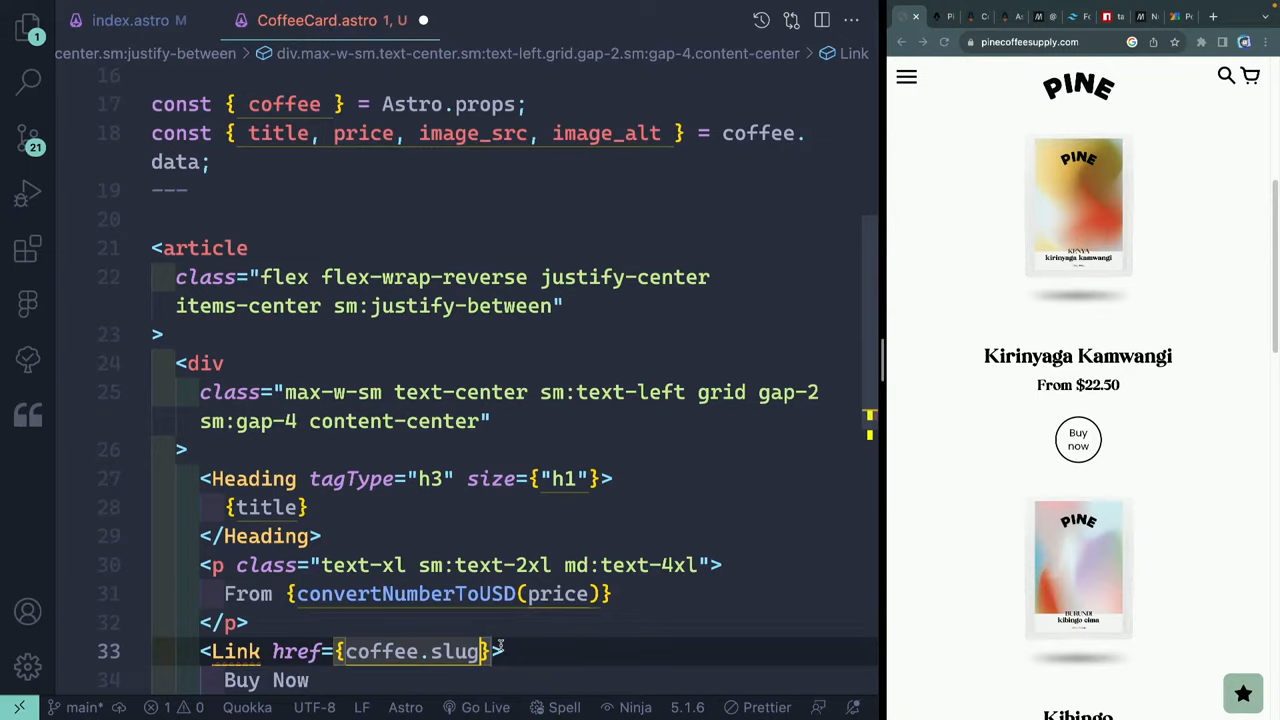 index.astro M
CoffeeCard.astro 1, U
center.sm:justify-between
div.max-w-sm.text-center.sm:text-left.grid.gap-2.sm:gap-4.content-center
Link
16
17 const { coffee } = Astro.props;
18 const { title, price, image_src, image_alt } = coffee.
data;
19 ---
20
21 <article
22 class="flex flex-wrap-reverse justify-center
items-center sm:justify-between"
23 >
24 <div
25 class="max-w-sm text-center sm:text-left grid gap-2
sm:gap-4 content-center"
26 >
27 <Heading tagType="h3" size={"h1"}>
28 {title}
29 </Heading>
30 <p class="text-xl sm:text-2xl md:text-4xl">
31 From {convertNumberToUSD(price)}
32 </p>
33 <Link href={coffee.slug}>
34 Buy Now
1
21
main*
1 0
Quokka
UTF-8
LF
Astro
Go Live
Spell
Ninja
5.1.6
Prettier
pinecoffeesupply.com
PINE
PINE
KENYA
kirinyaga kamwangi
Kirinyaga Kamwangi
From $22.50
Buy
now
PINE
BURUNDI
kibingo cima
Kibingo